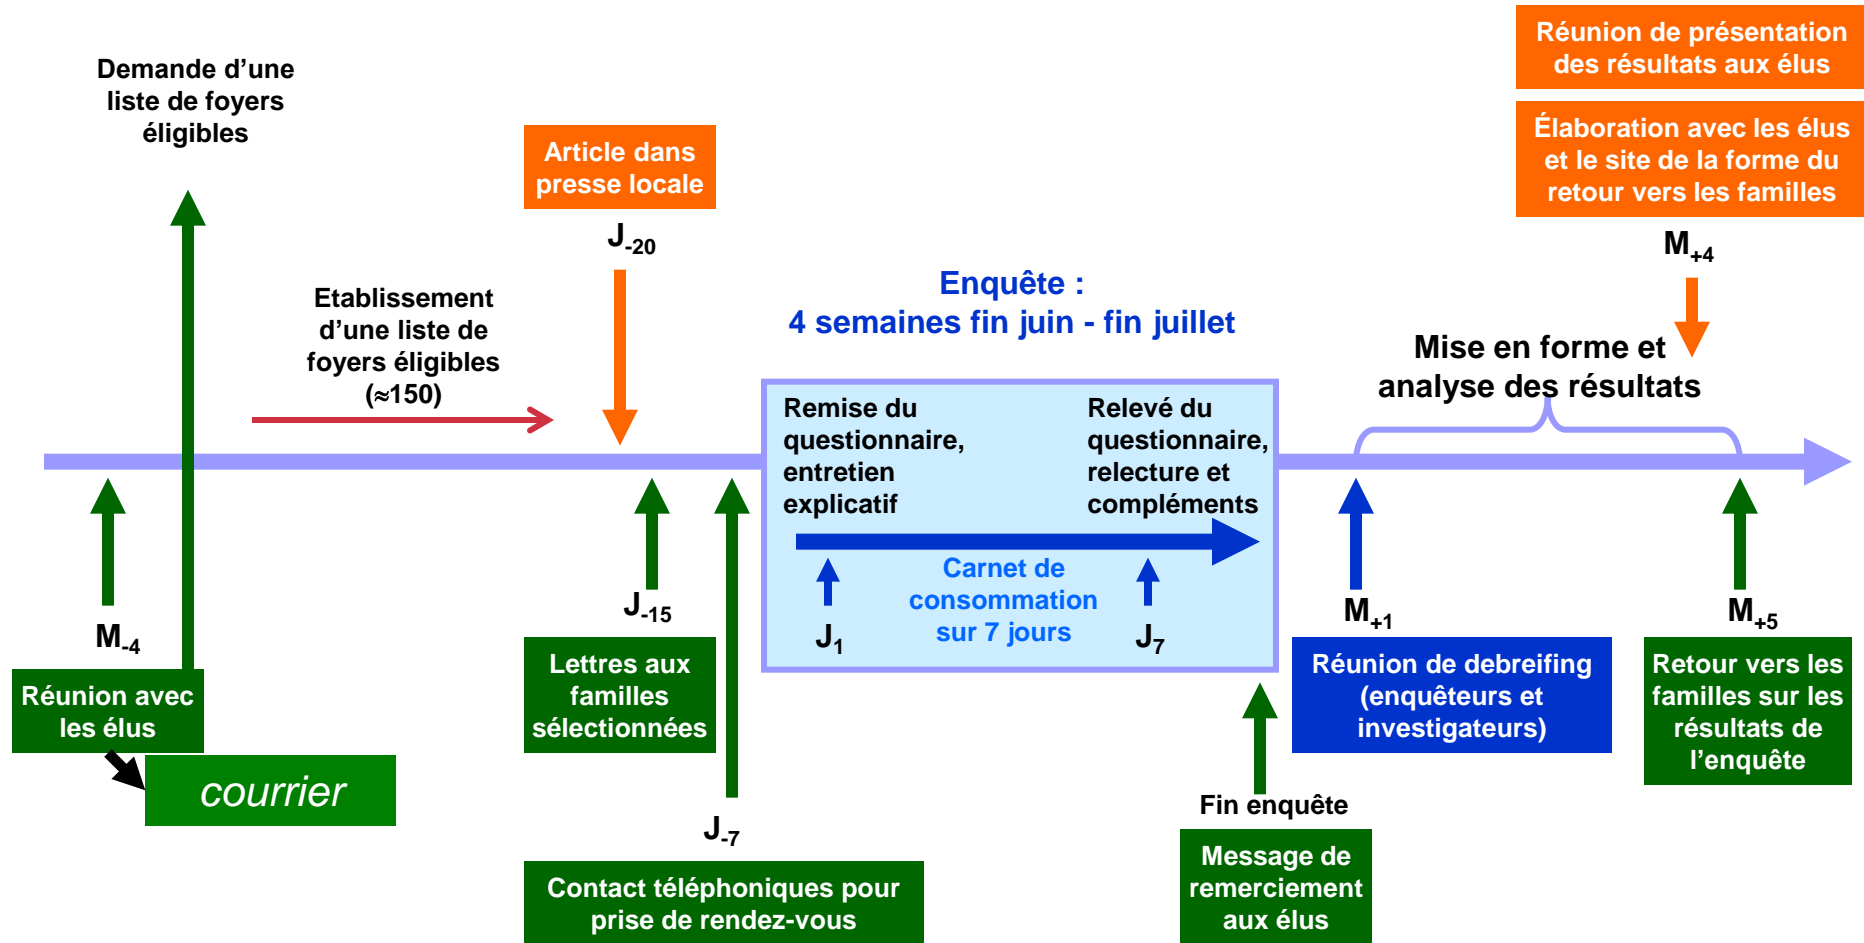 Demande d’une
liste de foyers
éligibles
Réunion de présentation
des résultats aux élus
Élaboration avec les élus
et le site de la forme du
retour vers les familles
M+4
Article dans
presse locale
J-20
Etablissement
d’une liste de
foyers éligibles
(≈150)
Enquête :
4 semaines fin juin - fin juillet
Mise en forme et
analyse des résultats
Remise du
questionnaire,
entretien
explicatif
Relevé du
questionnaire,
relecture et
compléments
Carnet de
consommation
sur 7 jours
J1
J7
M-4
Réunion avec
les élus
courrier
J-15
Lettres aux
familles
sélectionnées
J-7
Contact téléphoniques pour
prise de rendez-vous
Fin enquête
Message de
remerciement
aux élus
M+1
Réunion de debreifing
(enquêteurs et
investigateurs)
M+5
Retour vers les
familles sur les
résultats de
l’enquête